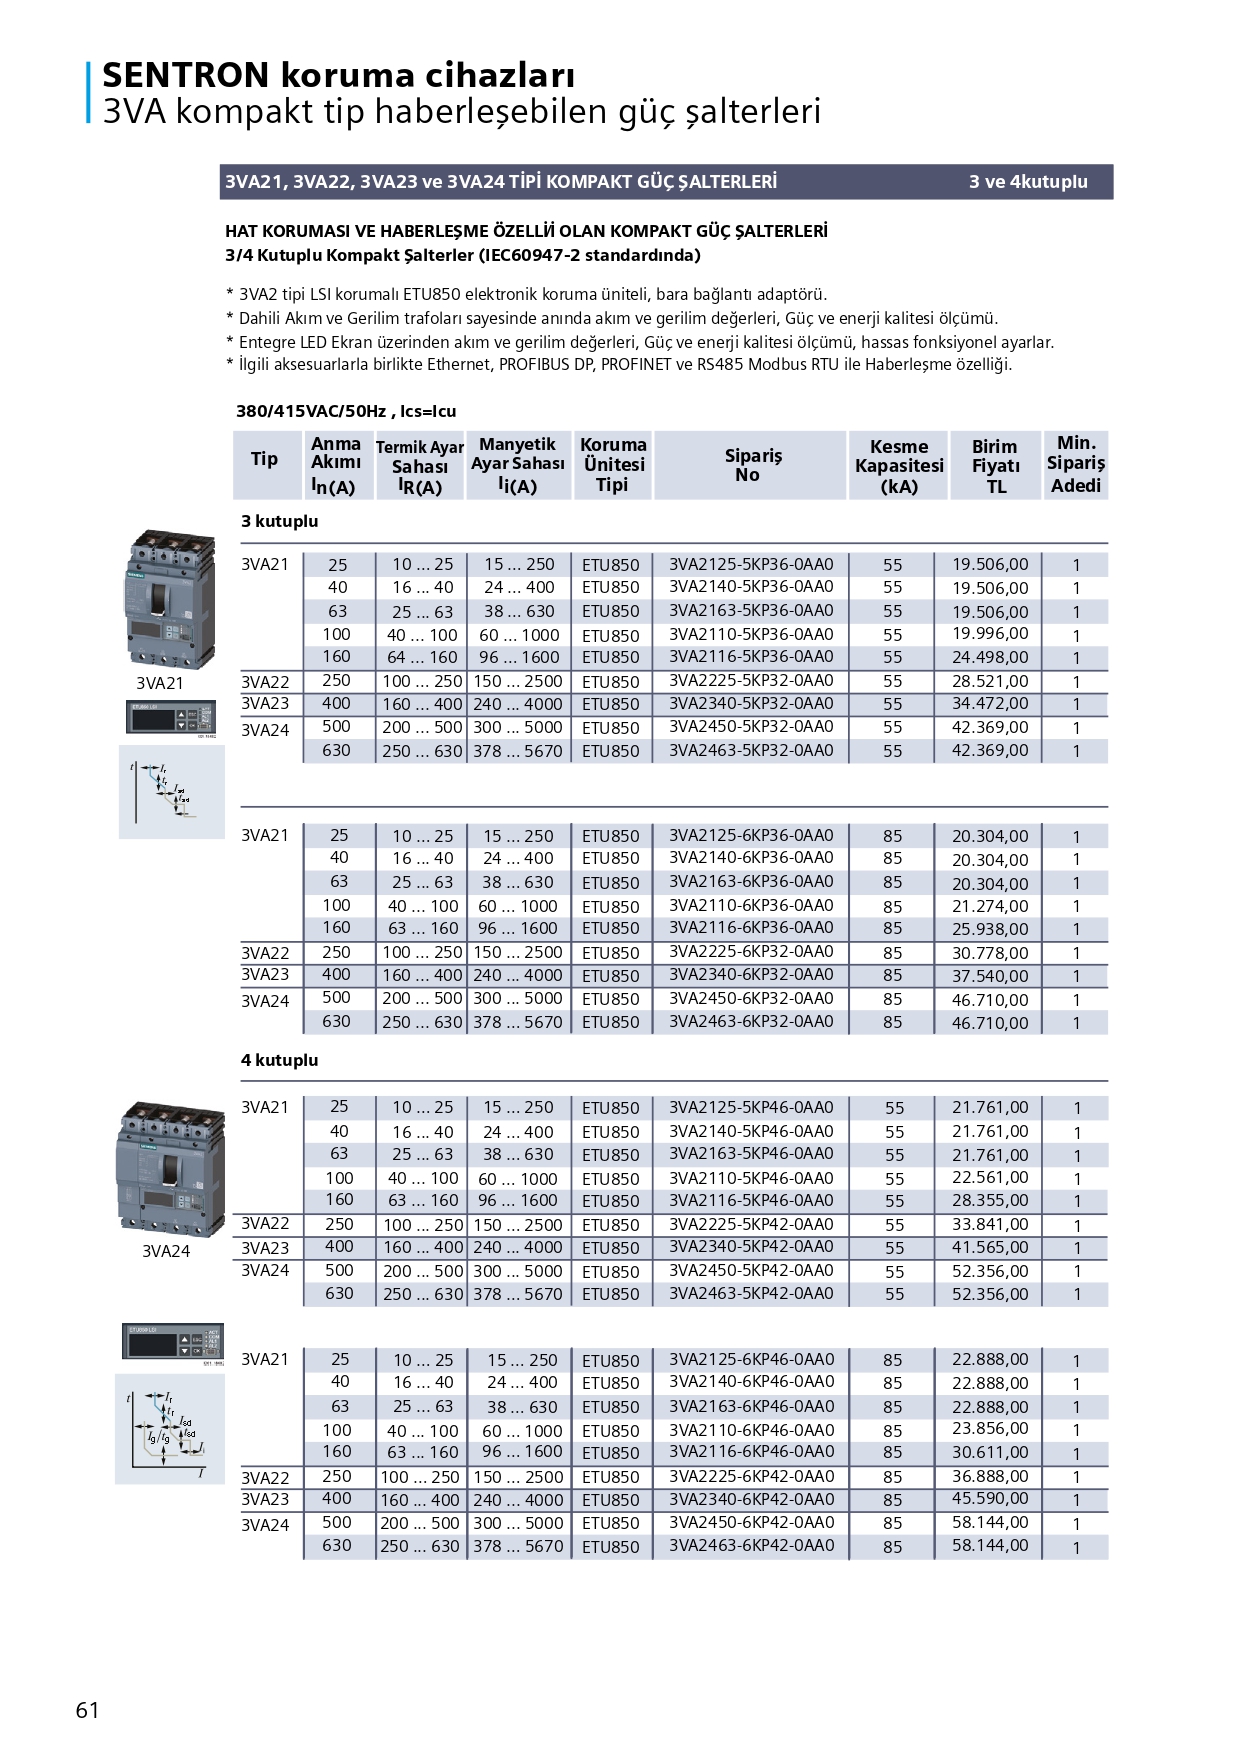 SENTRON koruma cihazları
3VA kompakt tip haberleşebilen güç şalterleri
3VA21, 3VA22, 3VA23 ve 3VA24 TİPİ KOMPAKT GÜÇ ŞALTERLERİ 3 ve 4kutuplu
HAT KORUMASI VE HABERLEŞME ÖZELLİ̇İ OLAN KOMPAKT GÜÇ ŞALTERLERİ
3/4 Kutuplu Kompakt Şalterler (IEC60947-2 standardında)
* 3VA2 tipi LSI korumalı ETU850 elektronik koruma üniteli, bara bağlantı adaptörü.
* Dahili Akım ve Gerilim trafoları sayesinde anında akım ve gerilim değerleri, Güç ve enerji kalitesi ölçümü.
* Entegre LED Ekran üzerinden akım ve gerilim değerleri, Güç ve enerji kalitesi ölçümü, hassas fonksiyonel ayarlar.
* İlgili aksesuarlarla birlikte Ethernet, PROFIBUS DP, PROFINET ve RS485 Modbus RTU ile Haberleşme özelliği.
380/415VAC/50Hz , Ics=Icu
Tip Anma Akımı In(A) Termik Ayar Sahası IR(A) Manyetik Ayar Sahası Ii(A) Koruma Ünitesi Tipi Sipariş No Kesme Kapasitesi (kA) Birim Fiyatı TL Min. Sipariş Adedi
3 kutuplu
3VA21 25 10 ... 25 15 ... 250 ETU850 3VA2125-5KP36-0AA0 55 19.506,00 1
40 16 ... 40 24 ... 400 ETU850 3VA2140-5KP36-0AA0 55 19.506,00 1
63 25 ... 63 38 ... 630 ETU850 3VA2163-5KP36-0AA0 55 19.506,00 1
100 40 ... 100 60 ... 1000 ETU850 3VA2110-5KP36-0AA0 55 19.996,00 1
160 64 ... 160 96 ... 1600 ETU850 3VA2116-5KP36-0AA0 55 24.498,00 1
3VA21
3VA22 250 100 ... 250 150 ... 2500 ETU850 3VA2225-5KP32-0AA0 55 28.521,00 1
3VA23 400 160 ... 400 240 ... 4000 ETU850 3VA2340-5KP32-0AA0 55 34.472,00 1
3VA24 500 200 ... 500 300 ... 5000 ETU850 3VA2450-5KP32-0AA0 55 42.369,00 1
630 250 ... 630 378 ... 5670 ETU850 3VA2463-5KP32-0AA0 55 42.369,00 1
t Ir
tr
Isd
tsd
3VA21 25 10 ... 25 15 ... 250 ETU850 3VA2125-6KP36-0AA0 85 20.304,00 1
40 16 ... 40 24 ... 400 ETU850 3VA2140-6KP36-0AA0 85 20.304,00 1
63 25 ... 63 38 ... 630 ETU850 3VA2163-6KP36-0AA0 85 20.304,00 1
100 40 ... 100 60 ... 1000 ETU850 3VA2110-6KP36-0AA0 85 21.274,00 1
160 63 ... 160 96 ... 1600 ETU850 3VA2116-6KP36-0AA0 85 25.938,00 1
3VA22 250 100 ... 250 150 ... 2500 ETU850 3VA2225-6KP32-0AA0 85 30.778,00 1
3VA23 400 160 ... 400 240 ... 4000 ETU850 3VA2340-6KP32-0AA0 85 37.540,00 1
3VA24 500 200 ... 500 300 ... 5000 ETU850 3VA2450-6KP32-0AA0 85 46.710,00 1
630 250 ... 630 378 ... 5670 ETU850 3VA2463-6KP32-0AA0 85 46.710,00 1
4 kutuplu
3VA21 25 10 ... 25 15 ... 250 ETU850 3VA2125-5KP46-0AA0 55 21.761,00 1
40 16 ... 40 24 ... 400 ETU850 3VA2140-5KP46-0AA0 55 21.761,00 1
63 25 ... 63 38 ... 630 ETU850 3VA2163-5KP46-0AA0 55 21.761,00 1
100 40 ... 100 60 ... 1000 ETU850 3VA2110-5KP46-0AA0 55 22.561,00 1
160 63 ... 160 96 ... 1600 ETU850 3VA2116-5KP46-0AA0 55 28.355,00 1
3VA22 250 100 ... 250 150 ... 2500 ETU850 3VA2225-5KP42-0AA0 55 33.841,00 1
3VA23 400 160 ... 400 240 ... 4000 ETU850 3VA2340-5KP42-0AA0 55 41.565,00 1
3VA24
3VA24 500 200 ... 500 300 ... 5000 ETU850 3VA2450-5KP42-0AA0 55 52.356,00 1
630 250 ... 630 378 ... 5670 ETU850 3VA2463-5KP42-0AA0 55 52.356,00 1
3VA21 25 10 ... 25 15 ... 250 ETU850 3VA2125-6KP46-0AA0 85 22.888,00 1
40 16 ... 40 24 ... 400 ETU850 3VA2140-6KP46-0AA0 85 22.888,00 1
63 25 ... 63 38 ... 630 ETU850 3VA2163-6KP46-0AA0 85 22.888,00 1
100 40 ... 100 60 ... 1000 ETU850 3VA2110-6KP46-0AA0 85 23.856,00 1
160 63 ... 160 96 ... 1600 ETU850 3VA2116-6KP46-0AA0 85 30.611,00 1
3VA22 250 100 ... 250 150 ... 2500 ETU850 3VA2225-6KP42-0AA0 85 36.888,00 1
3VA23 400 160 ... 400 240 ... 4000 ETU850 3VA2340-6KP42-0AA0 85 45.590,00 1
3VA24 500 200 ... 500 300 ... 5000 ETU850 3VA2450-6KP42-0AA0 85 58.144,00 1
630 250 ... 630 378 ... 5670 ETU850 3VA2463-6KP42-0AA0 85 58.144,00 1
t Ir
tr
Isd
Ig/tg tsd
Ii
I
61